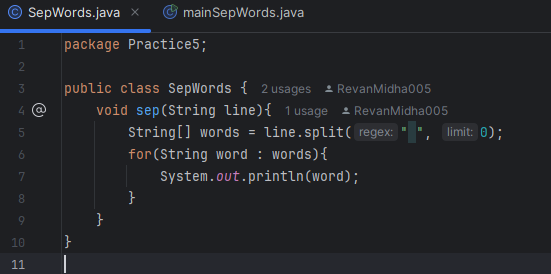 SepWords.java × mainSepWords.java
1 package Practice5;
2
3 public class SepWords { 2 usages RevanMidha005
4 @ void sep(String line){ 1 usage RevanMidha005
5 String[] words = line.split( regex: " ", limit: 0);
6 for(String word : words){
7 System.out.println(word);
8 }
9 }
10 }
11